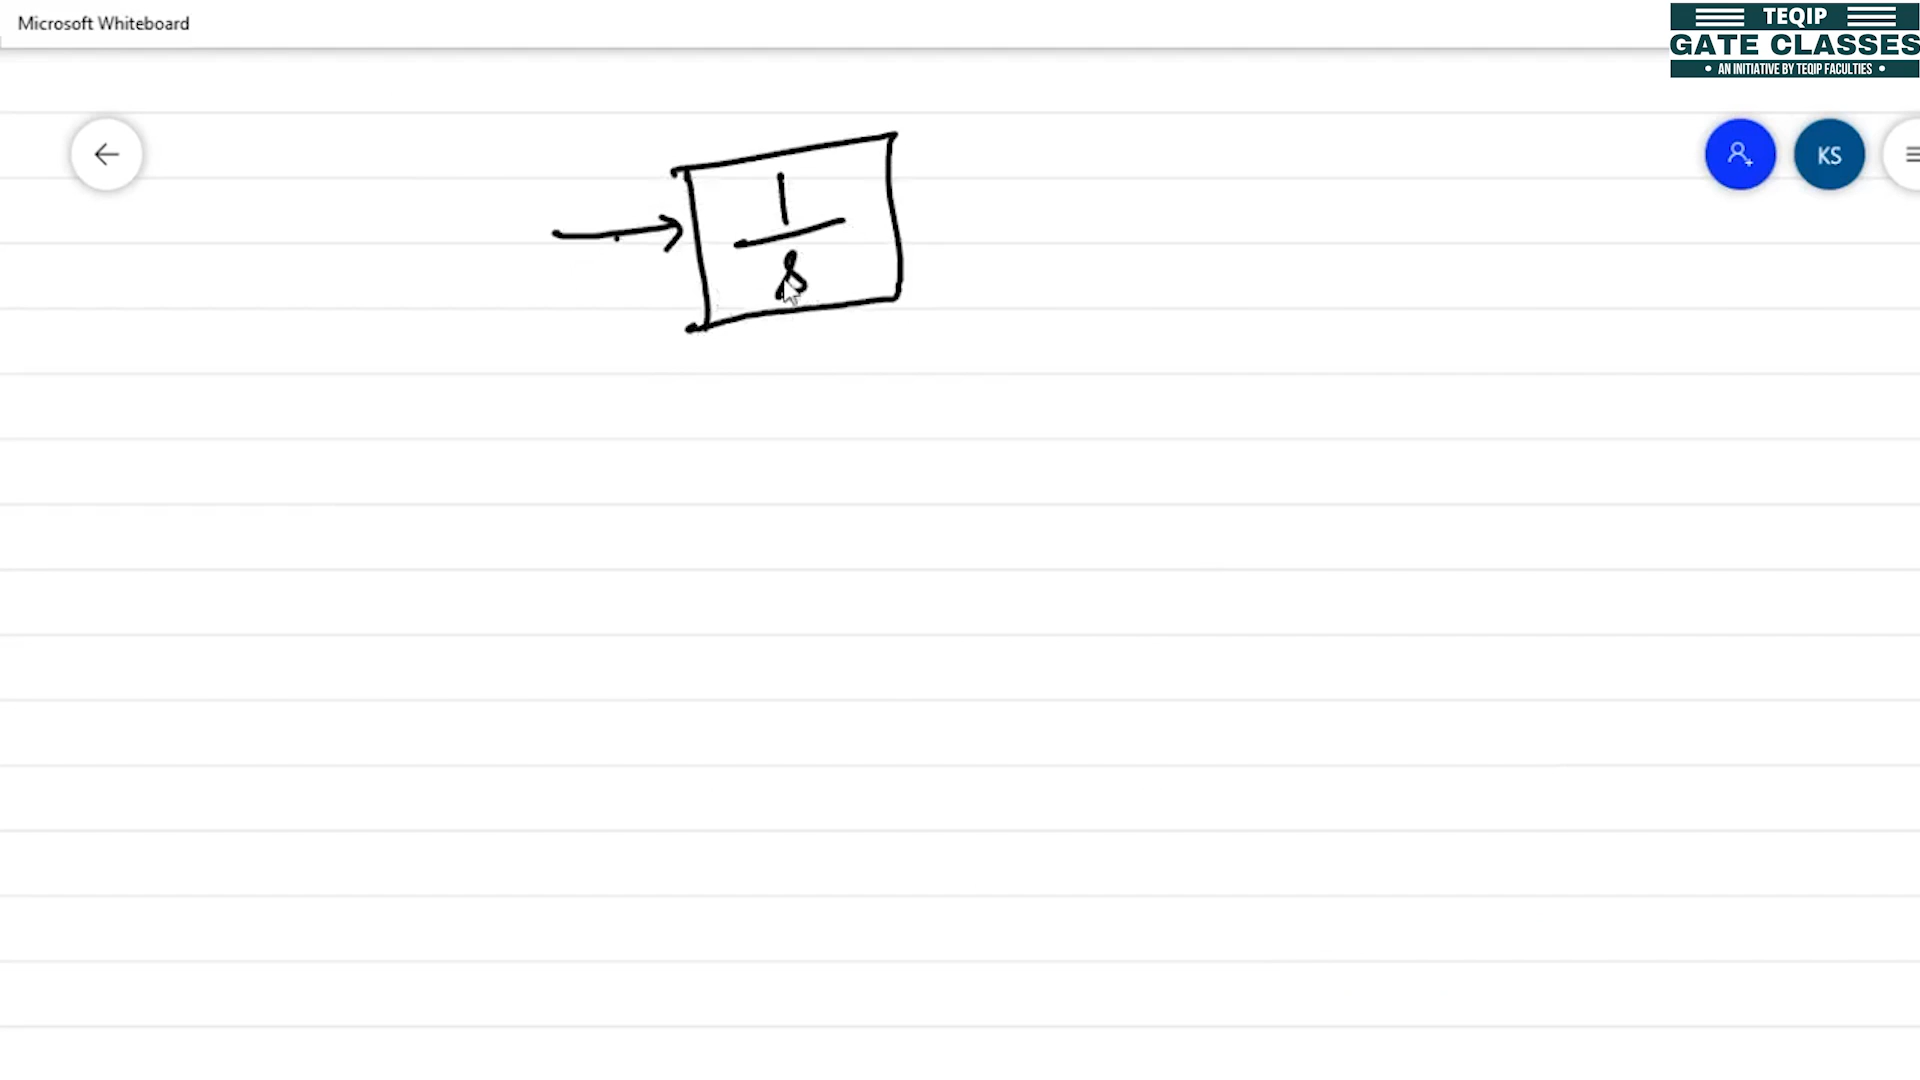 Microsoft Whiteboard
TEQIP
GATE CLASSES
• AN INITIATIVE BY TEQIP FACULTIES •
KS
1
s